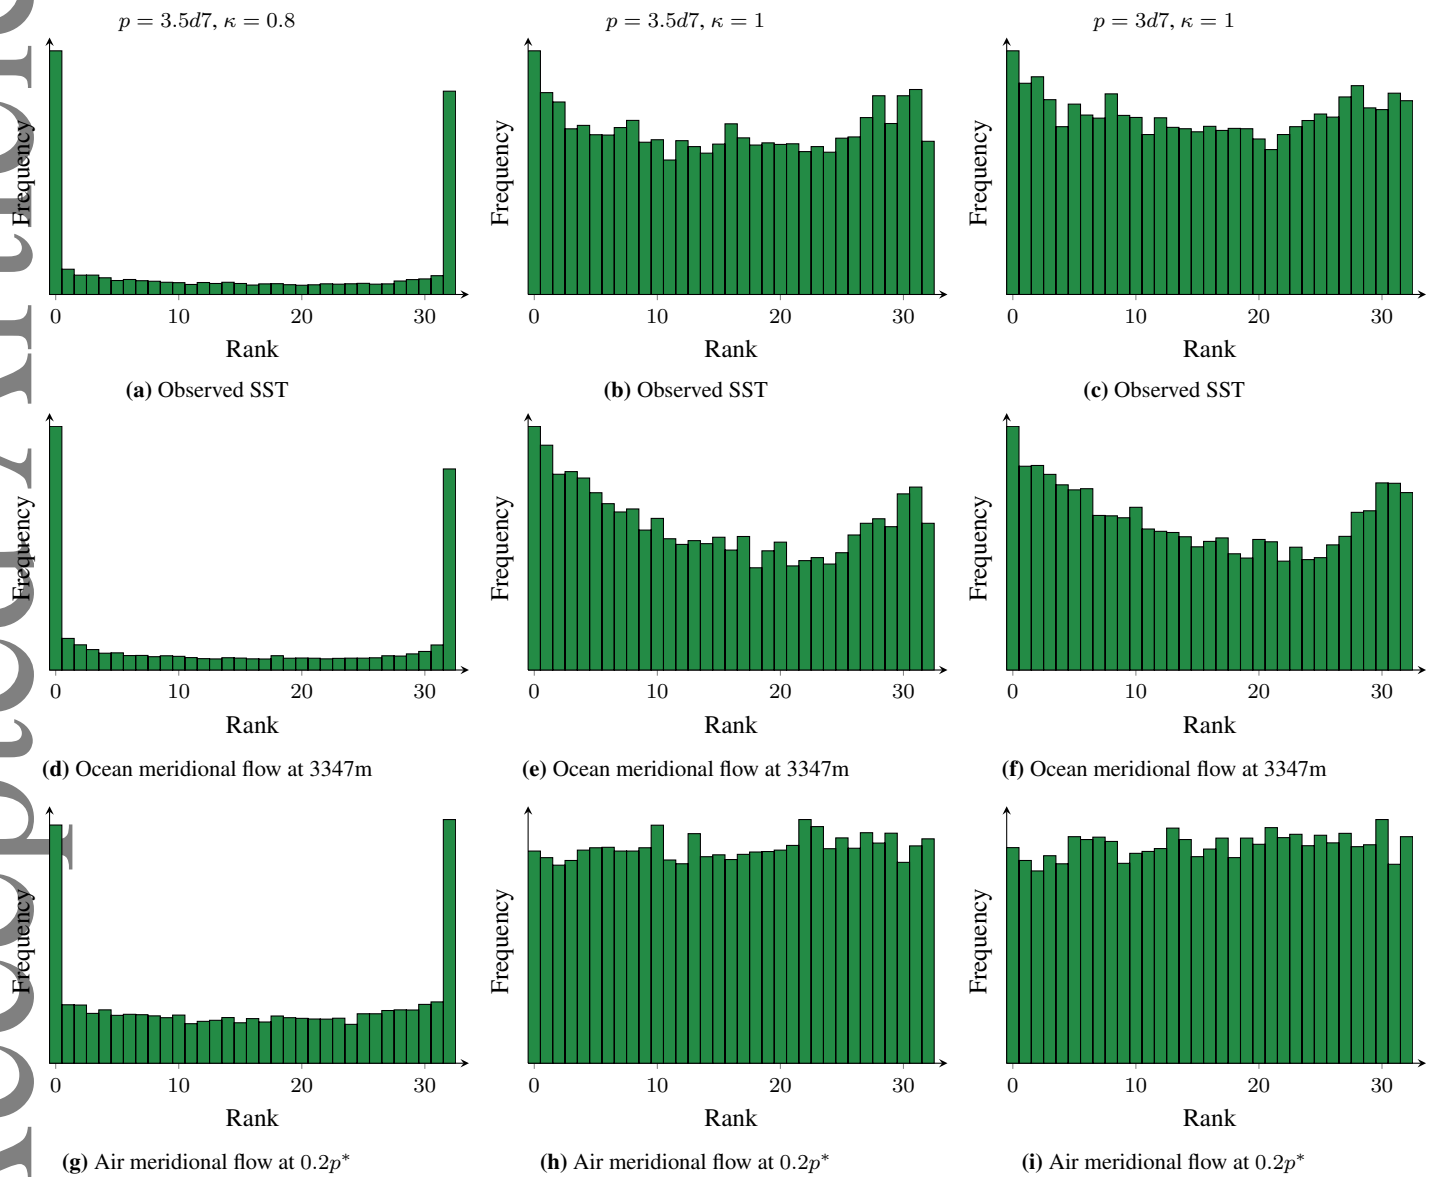 p = 3.5d7, κ = 0.8
p = 3.5d7, κ = 1
p = 3d7, κ = 1
Frequency
Frequency
Frequency
0 10 20 30
0 10 20 30
0 10 20 30
Rank
Rank
Rank
(a) Observed SST
(b) Observed SST
(c) Observed SST
Frequency
Frequency
Frequency
0 10 20 30
0 10 20 30
0 10 20 30
Rank
Rank
Rank
(d) Ocean meridional flow at 3347m
(e) Ocean meridional flow at 3347m
(f) Ocean meridional flow at 3347m
Frequency
Frequency
Frequency
0 10 20 30
0 10 20 30
0 10 20 30
Rank
Rank
Rank
(g) Air meridional flow at 0.2p*
(h) Air meridional flow at 0.2p*
(i) Air meridional flow at 0.2p*